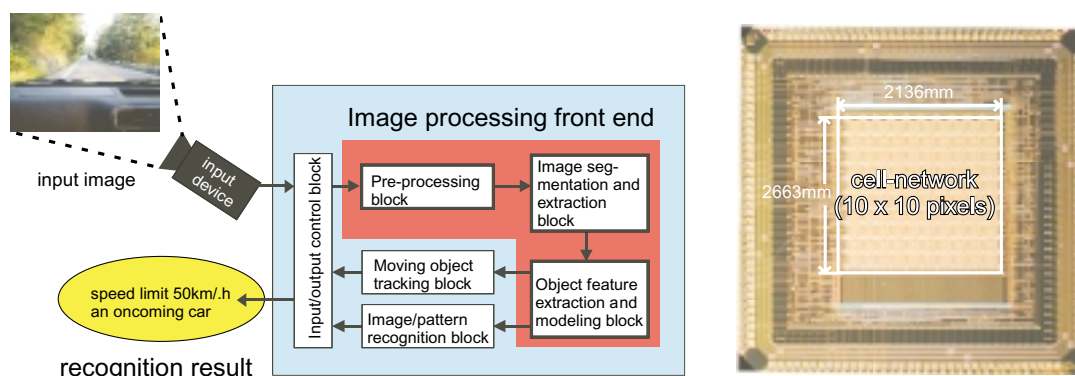 input image
input
device
Image processing front end
Input/output control block
Pre-processing
block
Image seg-
mentation and
extraction
block
Moving object
tracking block
Object feature
extraction and
modeling block
Image/pattern
recognition block
speed limit 50km/.h
an oncoming car
recognition result
2136mm
2663mm
cell-network
(10 x 10 pixels)